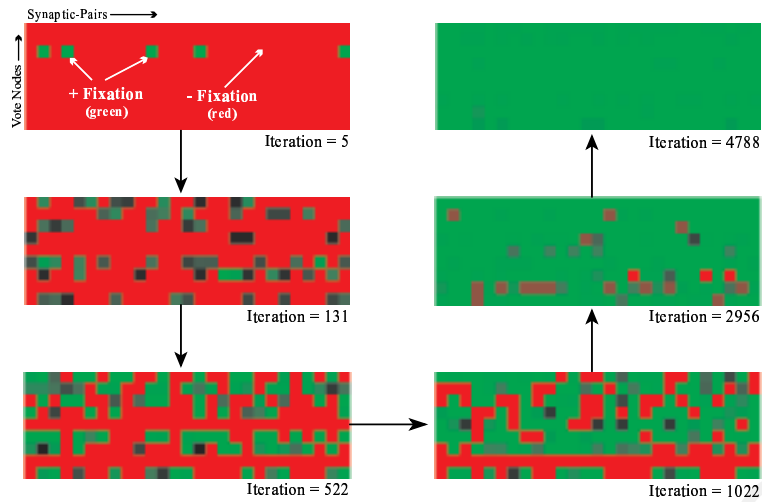 Synaptic-Pairs
Vote Nodes
+ Fixation
(green)
- Fixation
(red)
Iteration = 5
Iteration = 131
Iteration = 522
Iteration = 1022
Iteration = 2956
Iteration = 4788